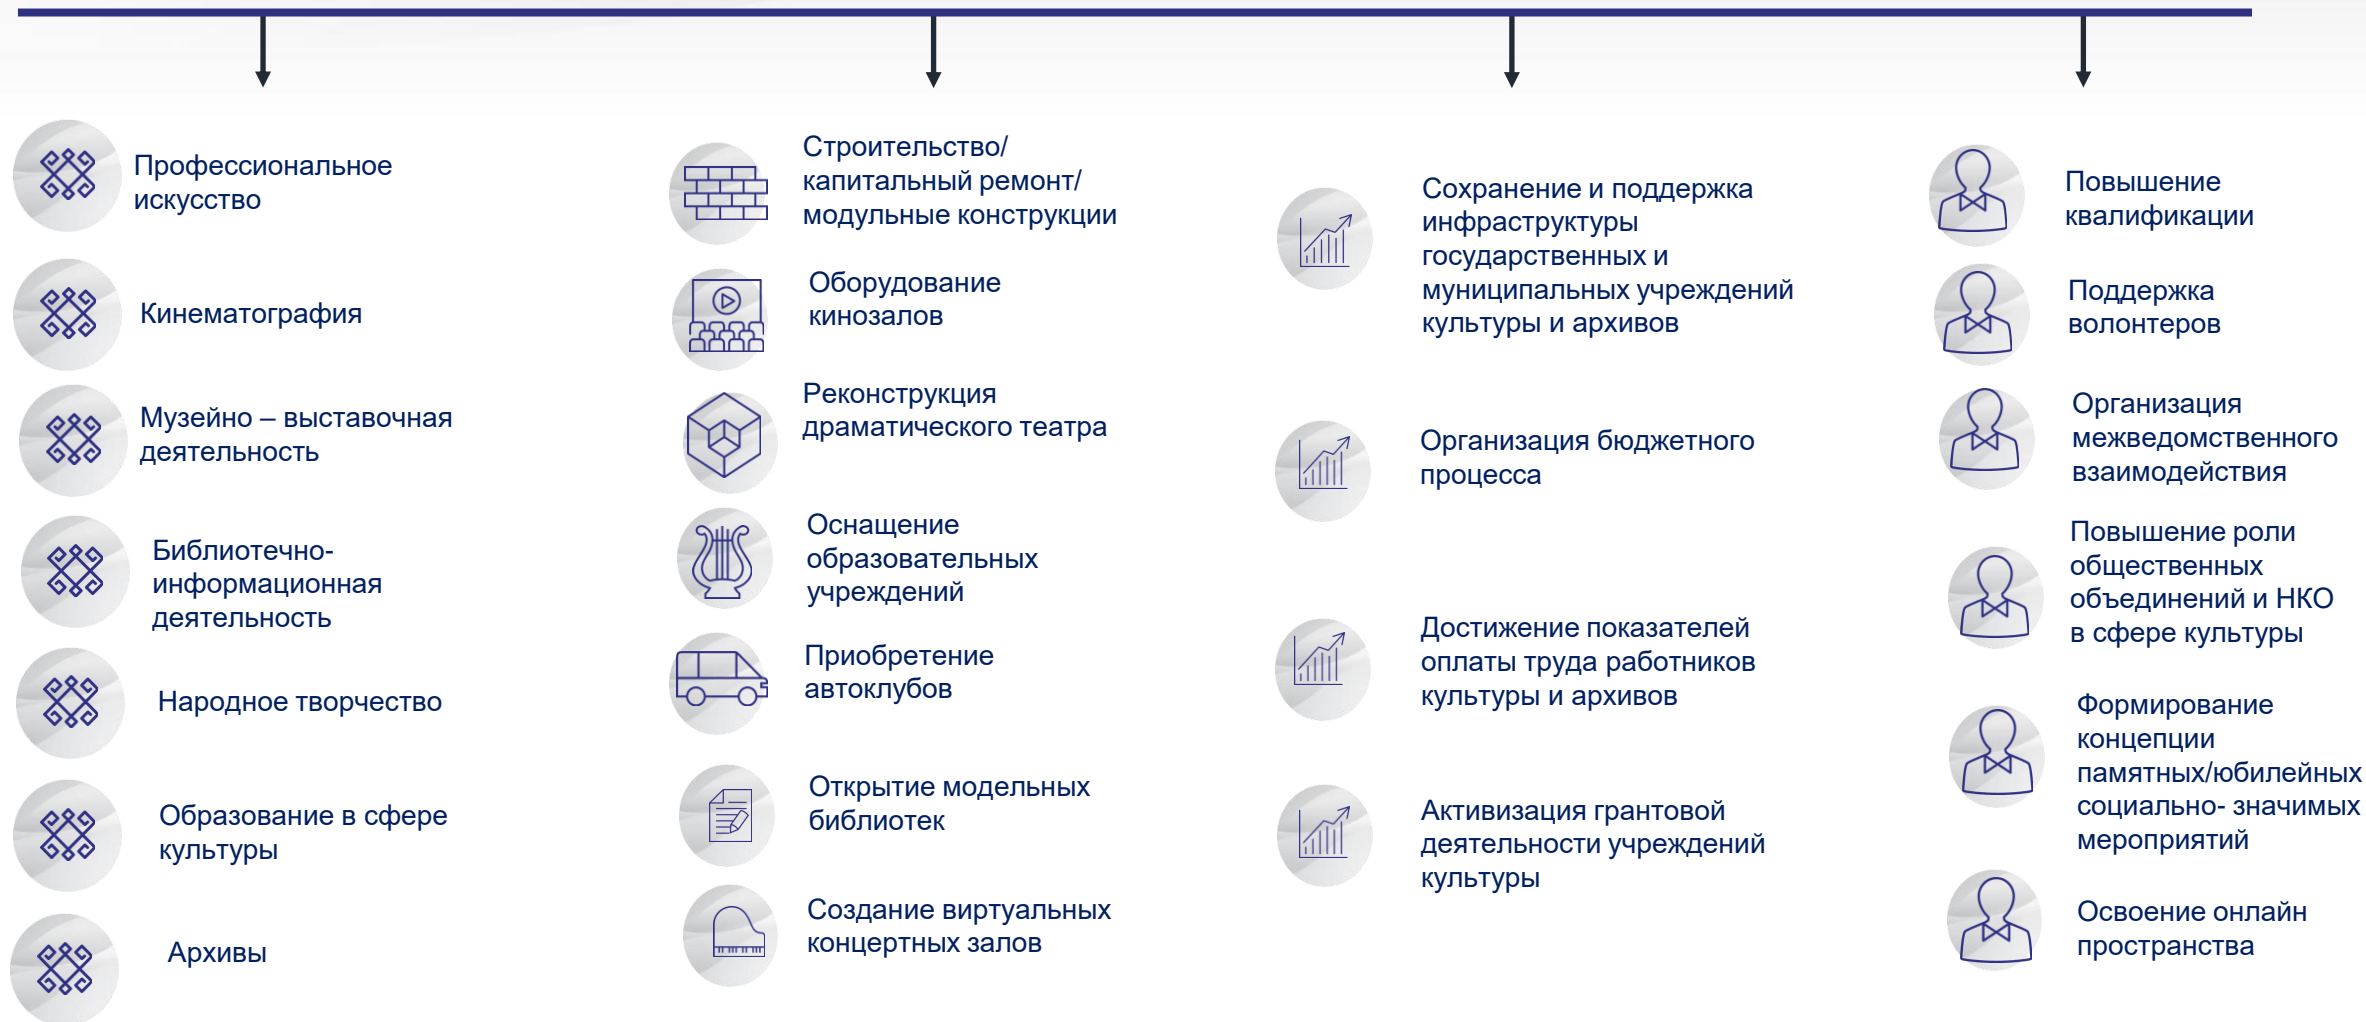 Профессиональное
искусство
Кинематография
Музейно – выставочная
деятельность
Библиотечно-
информационная
деятельность
Народное творчество
Образование в сфере
культуры
Архивы
Строительство/
капитальный ремонт/
модульные конструкции
Оборудование
кинозалов
Реконструкция
драматического театра
Оснащение
образовательных
учреждений
Приобретение
автоклубов
Открытие модельных
библиотек
Создание виртуальных
концертных залов
Сохранение и поддержка
инфраструктуры
государственных и
муниципальных учреждений
культуры и архивов
Организация бюджетного
процесса
Достижение показателей
оплаты труда работников
культуры и архивов
Активизация грантовой
деятельности учреждений
культуры
Повышение
квалификации
Поддержка
волонтеров
Организация
межведомственного
взаимодействия
Повышение роли
общественных
объединений и НКО
в сфере культуры
Формирование
концепции
памятных/юбилейных
социально- значимых
мероприятий
Освоение онлайн
пространства